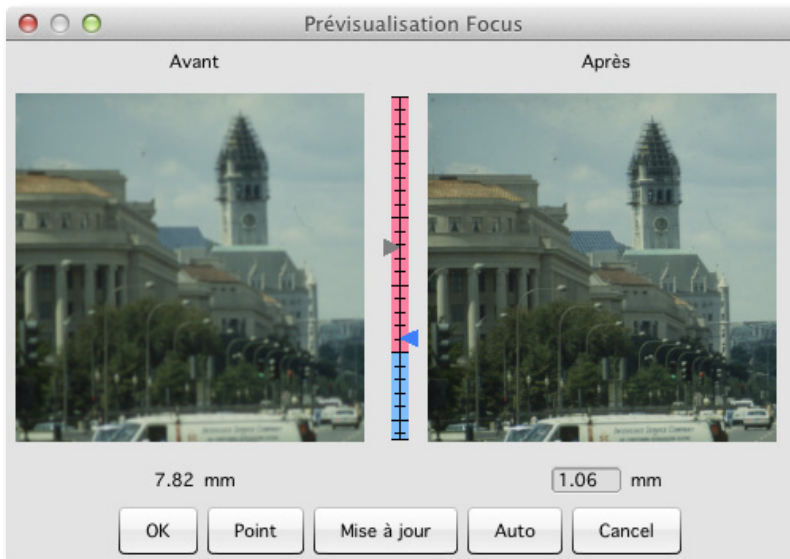 Prévisualisation Focus
Avant
Après
7.82 mm
1.06 mm
OK
Point
Mise à jour
Auto
Cancel